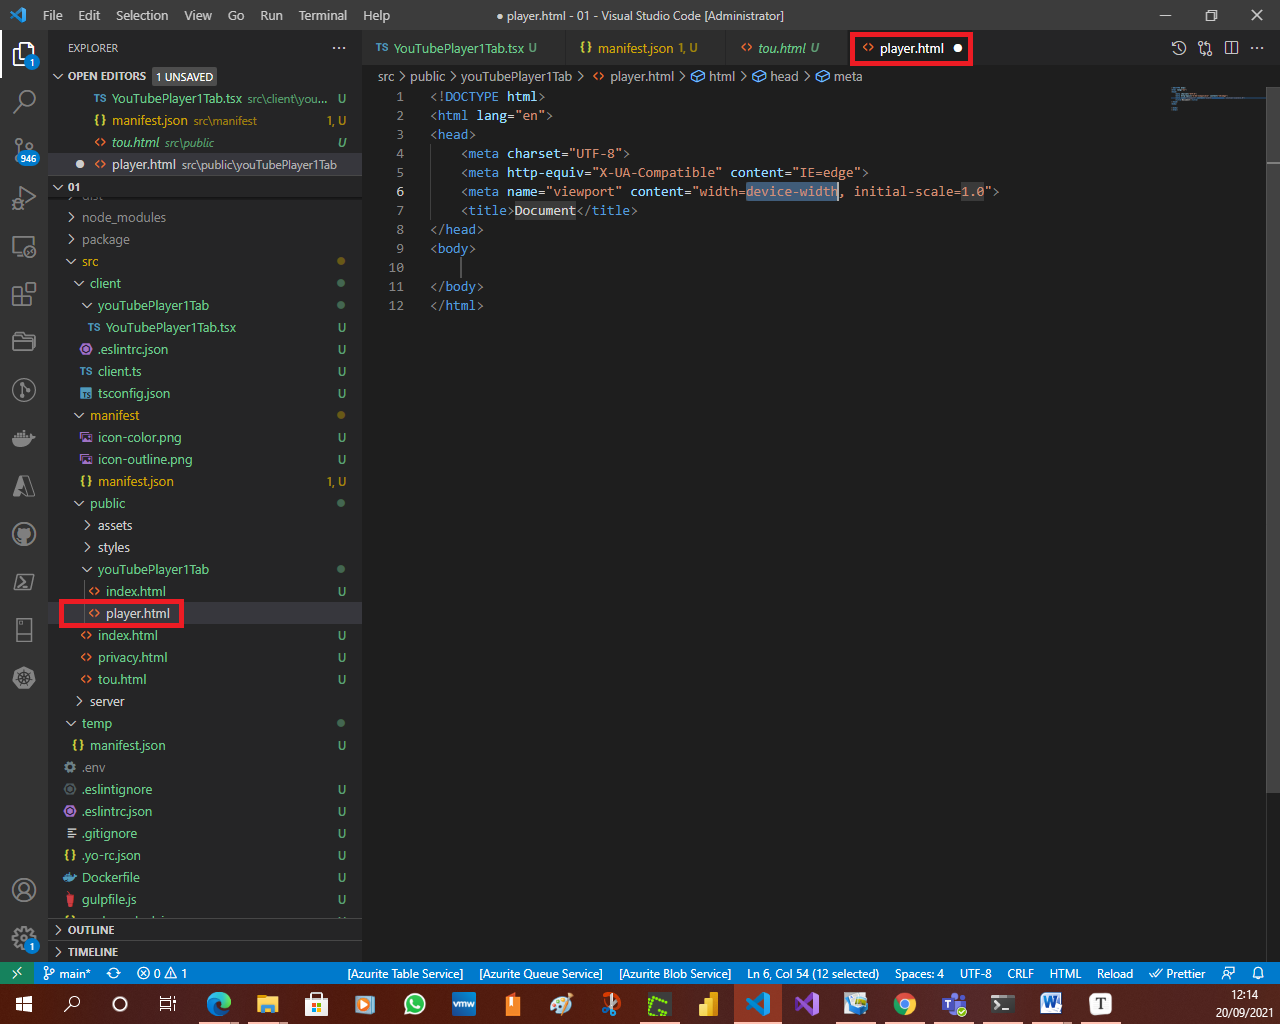 File Edit Selection View Go Run Terminal Help
● player.html - 01 - Visual Studio Code [Administrator]
EXPLORER
OPEN EDITORS 1 UNSAVED
TS YouTubePlayer1Tab.tsx src\client\you... U
{} manifest.json src\manifest 1, U
<> tou.html src\public U
● <> player.html src\public\youTubePlayer1Tab
01
node_modules
package
src
client
youTubePlayer1Tab
TS YouTubePlayer1Tab.tsx U
.eslintrc.json U
TS client.ts U
TS tsconfig.json U
manifest
icon-color.png U
icon-outline.png U
{} manifest.json 1, U
public
assets
styles
youTubePlayer1Tab
<> index.html U
<> player.html
<> index.html U
<> privacy.html U
<> tou.html U
server
temp
{} manifest.json U
.env
.eslintignore U
.eslintrc.json U
.gitignore U
{} .yo-rc.json U
Dockerfile U
gulpfile.js U
OUTLINE
TIMELINE
1
946
1
TS YouTubePlayer1Tab.tsx U
{} manifest.json 1, U
<> tou.html U
<> player.html ●
src > public > youTubePlayer1Tab > <> player.html > html > head > meta
1 <!DOCTYPE html>
2 <html lang="en">
3 <head>
4 <meta charset="UTF-8">
5 <meta http-equiv="X-UA-Compatible" content="IE=edge">
6 <meta name="viewport" content="width=device-width, initial-scale=1.0">
7 <title>Document</title>
8 </head>
9 <body>
10
11 </body>
12 </html>
main* 0 1 [Azurite Table Service] [Azurite Queue Service] [Azurite Blob Service] Ln 6, Col 54 (12 selected) Spaces: 4 UTF-8 CRLF HTML Reload Prettier
vmw
W
T
12:14
20/09/2021